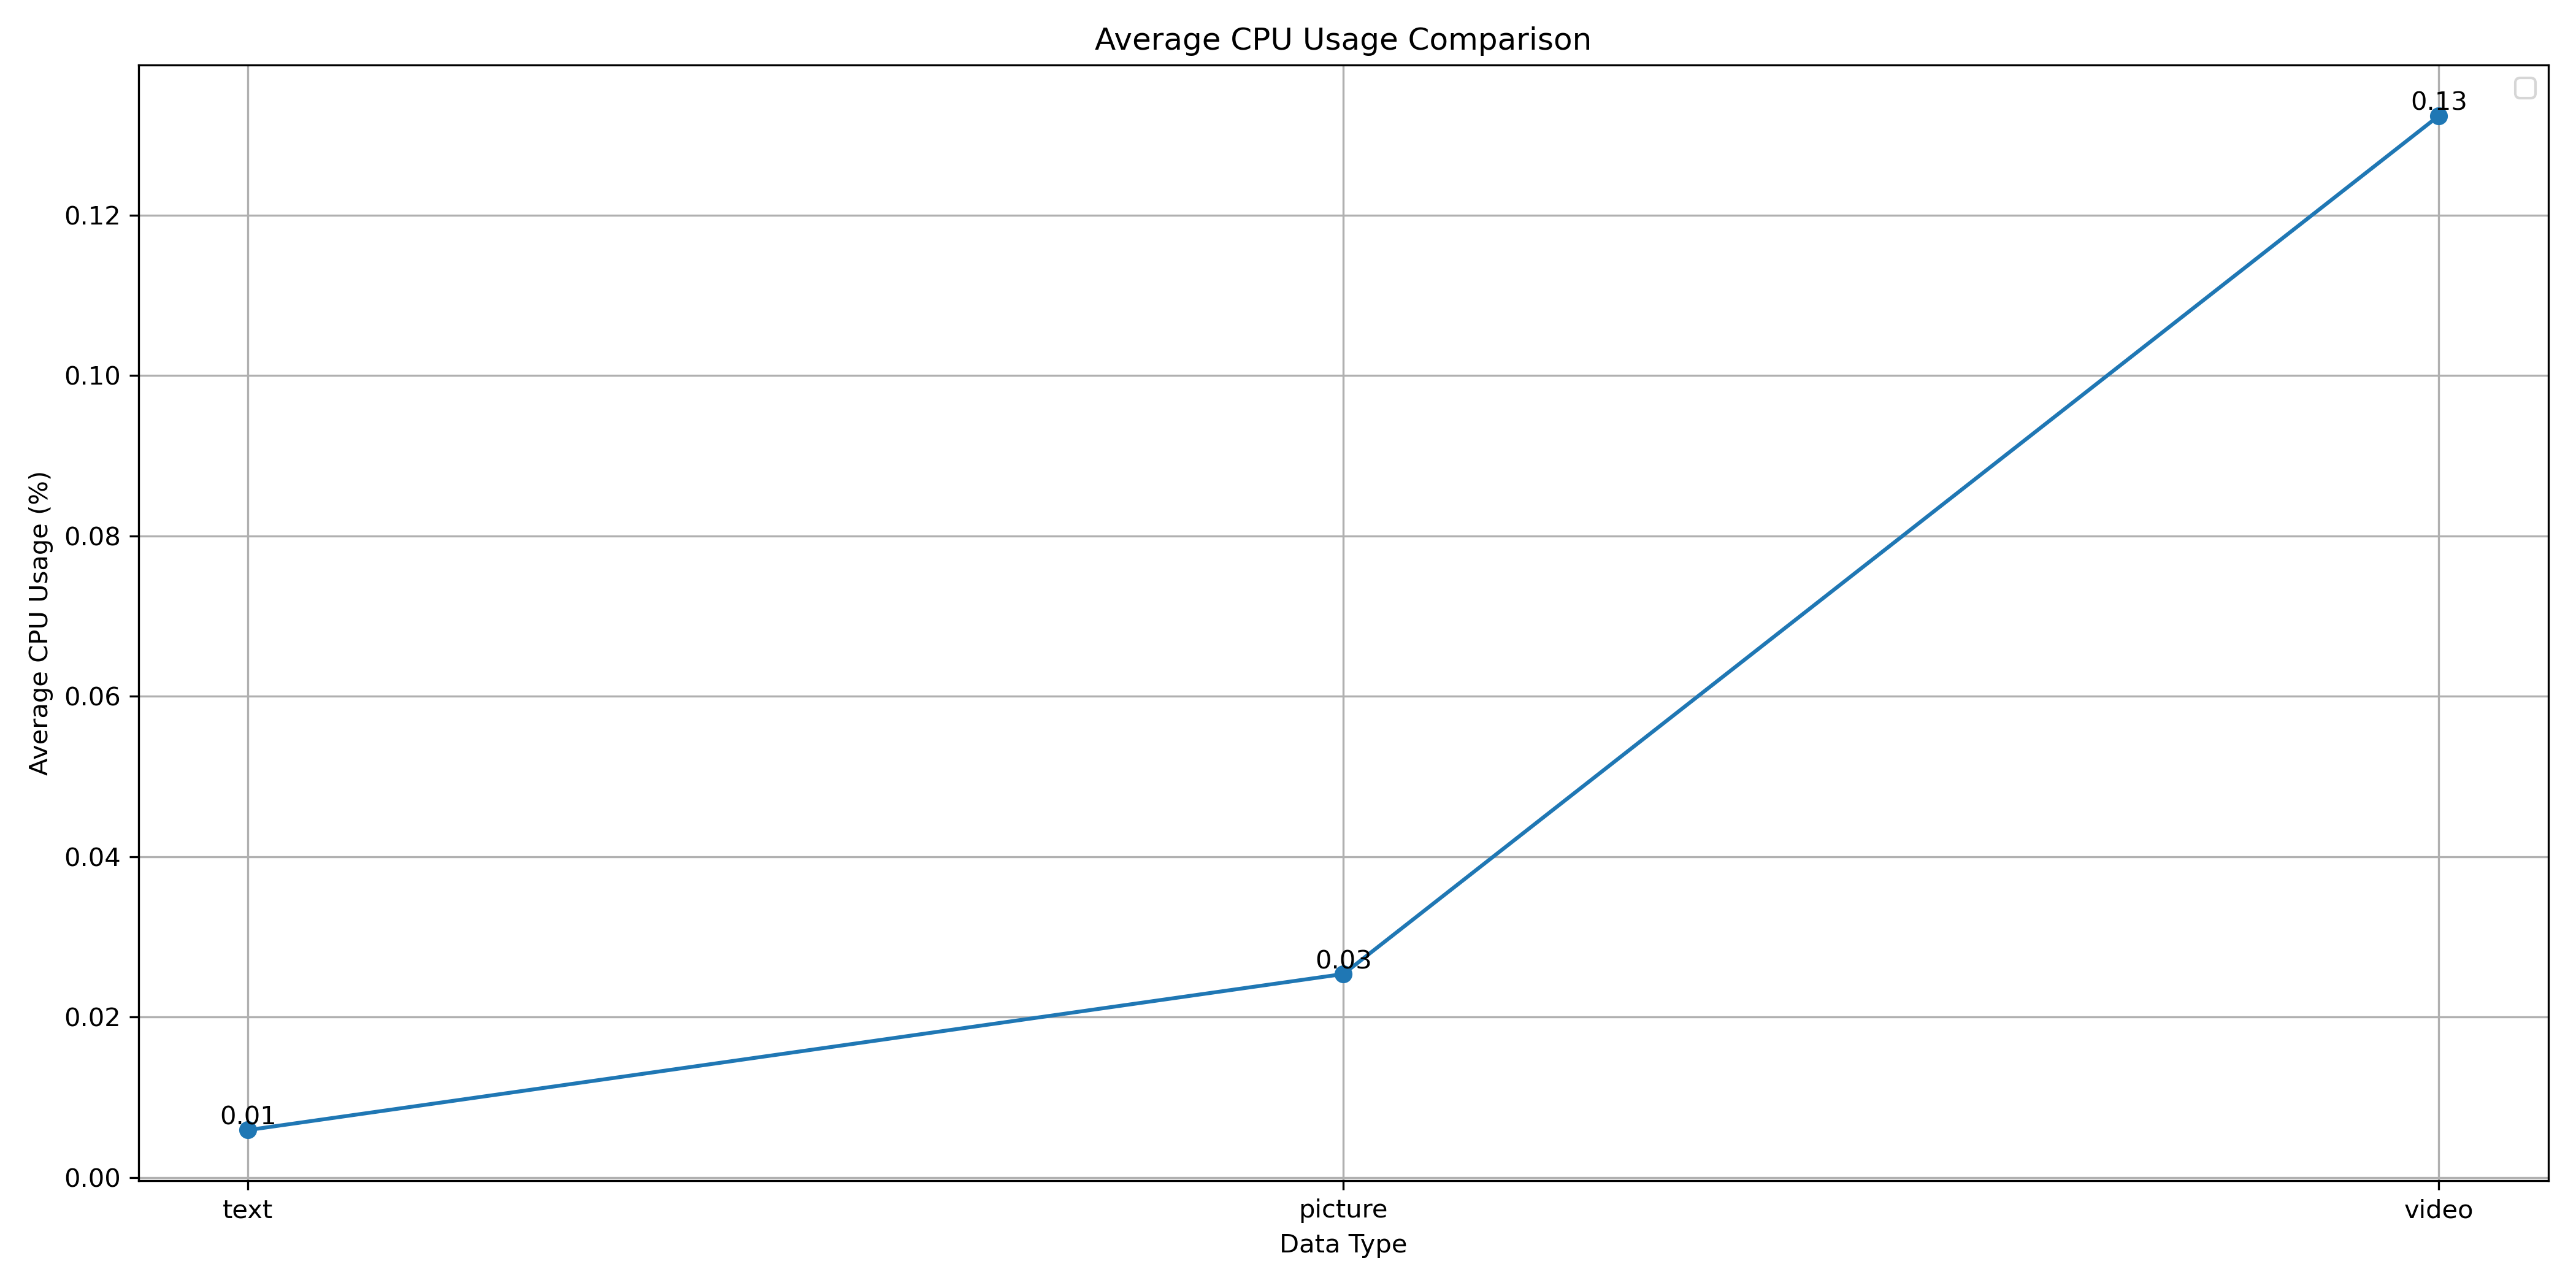 Average CPU Usage Comparison
0.13
0.12
0.10
0.08
0.06
0.04
0.03
0.02
0.01
0.00
Average CPU Usage (%)
text
picture
video
Data Type